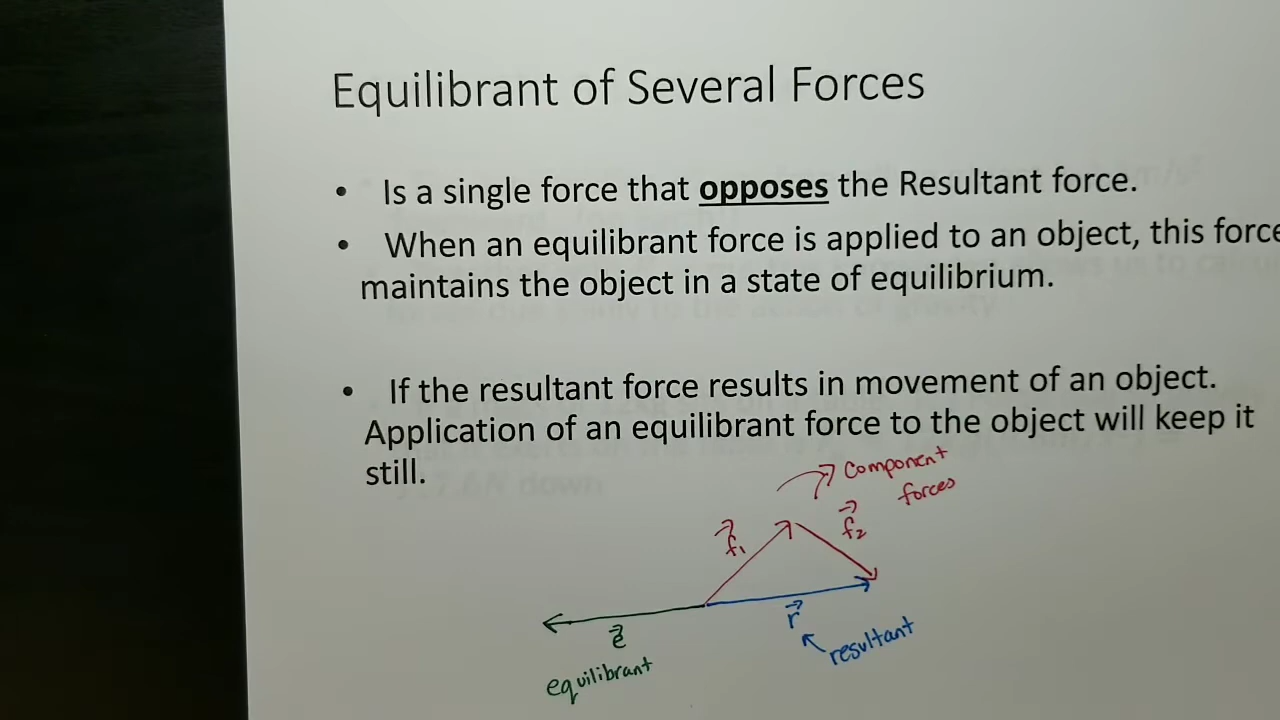 Equilibrant of Several Forces
• Is a single force that opposes the Resultant force.
• When an equilibrant force is applied to an object, this force
maintains the object in a state of equilibrium.
• If the resultant force results in movement of an object.
Application of an equilibrant force to the object will keep it
still.
component
forces
f₁
f₂
r
resultant
e
equilibrant